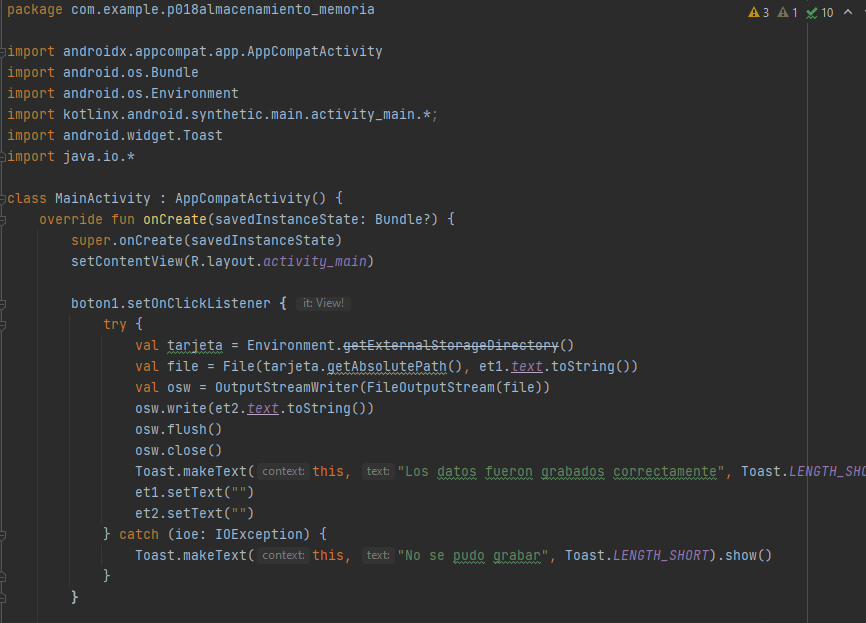 package com.example.p018almacenamiento_memoria
3 1 10
import androidx.appcompat.app.AppCompatActivity
import android.os.Bundle
import android.os.Environment
import kotlinx.android.synthetic.main.activity_main.*;
import android.widget.Toast
import java.io.*
class MainActivity : AppCompatActivity() {
override fun onCreate(savedInstanceState: Bundle?) {
super.onCreate(savedInstanceState)
setContentView(R.layout.activity_main)
boton1.setOnClickListener { it: View!
try {
val tarjeta = Environment.getExternalStorageDirectory()
val file = File(tarjeta.getAbsolutePath(), et1.text.toString())
val osw = OutputStreamWriter(FileOutputStream(file))
osw.write(et2.text.toString())
osw.flush()
osw.close()
Toast.makeText( context: this, text: "Los datos fueron grabados correctamente", Toast.LENGTH_SHO
et1.setText("")
et2.setText("")
} catch (ioe: IOException) {
Toast.makeText( context: this, text: "No se pudo grabar", Toast.LENGTH_SHORT).show()
}
}